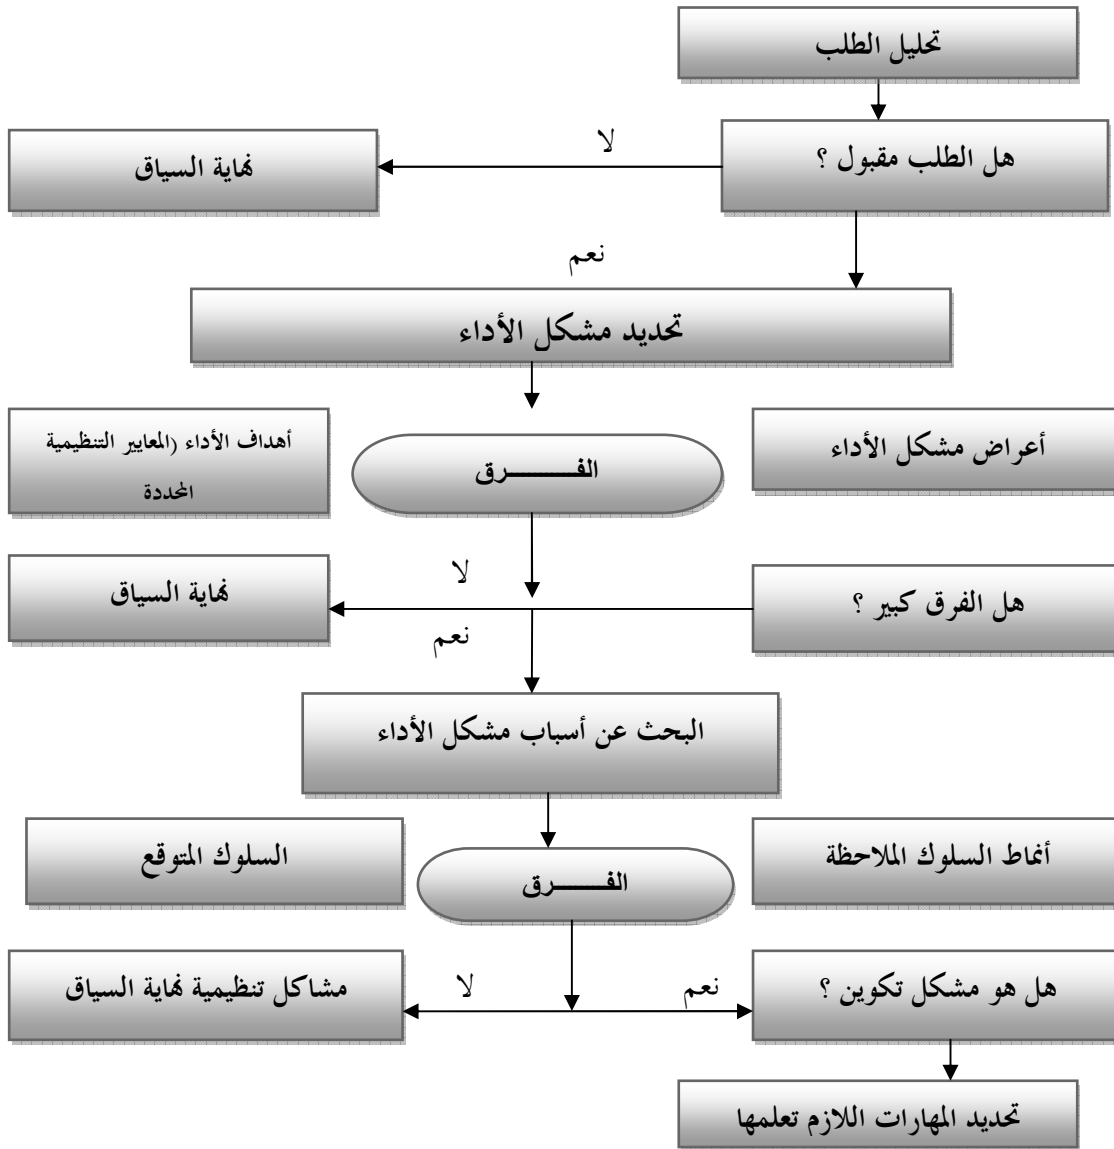 تحليل الطلب
هل الطلب مقبول ؟
لا
نهاية السياق
نعم
تحديد مشكل الأداء
أعراض مشكل الأداء
الفـــــــــرق
أهداف الأداء (المعايير التنظيمية
المحددة
هل الفرق كبير ؟
لا
نهاية السياق
نعم
البحث عن أسباب مشكل الأداء
أنماط السلوك الملاحظة
الفـــــــرق
السلوك المتوقع
هل هو مشكل تكوين ؟
نعم
لا
مشاكل تنظيمية نهاية السياق
تحديد المهارات اللازم تعلمها